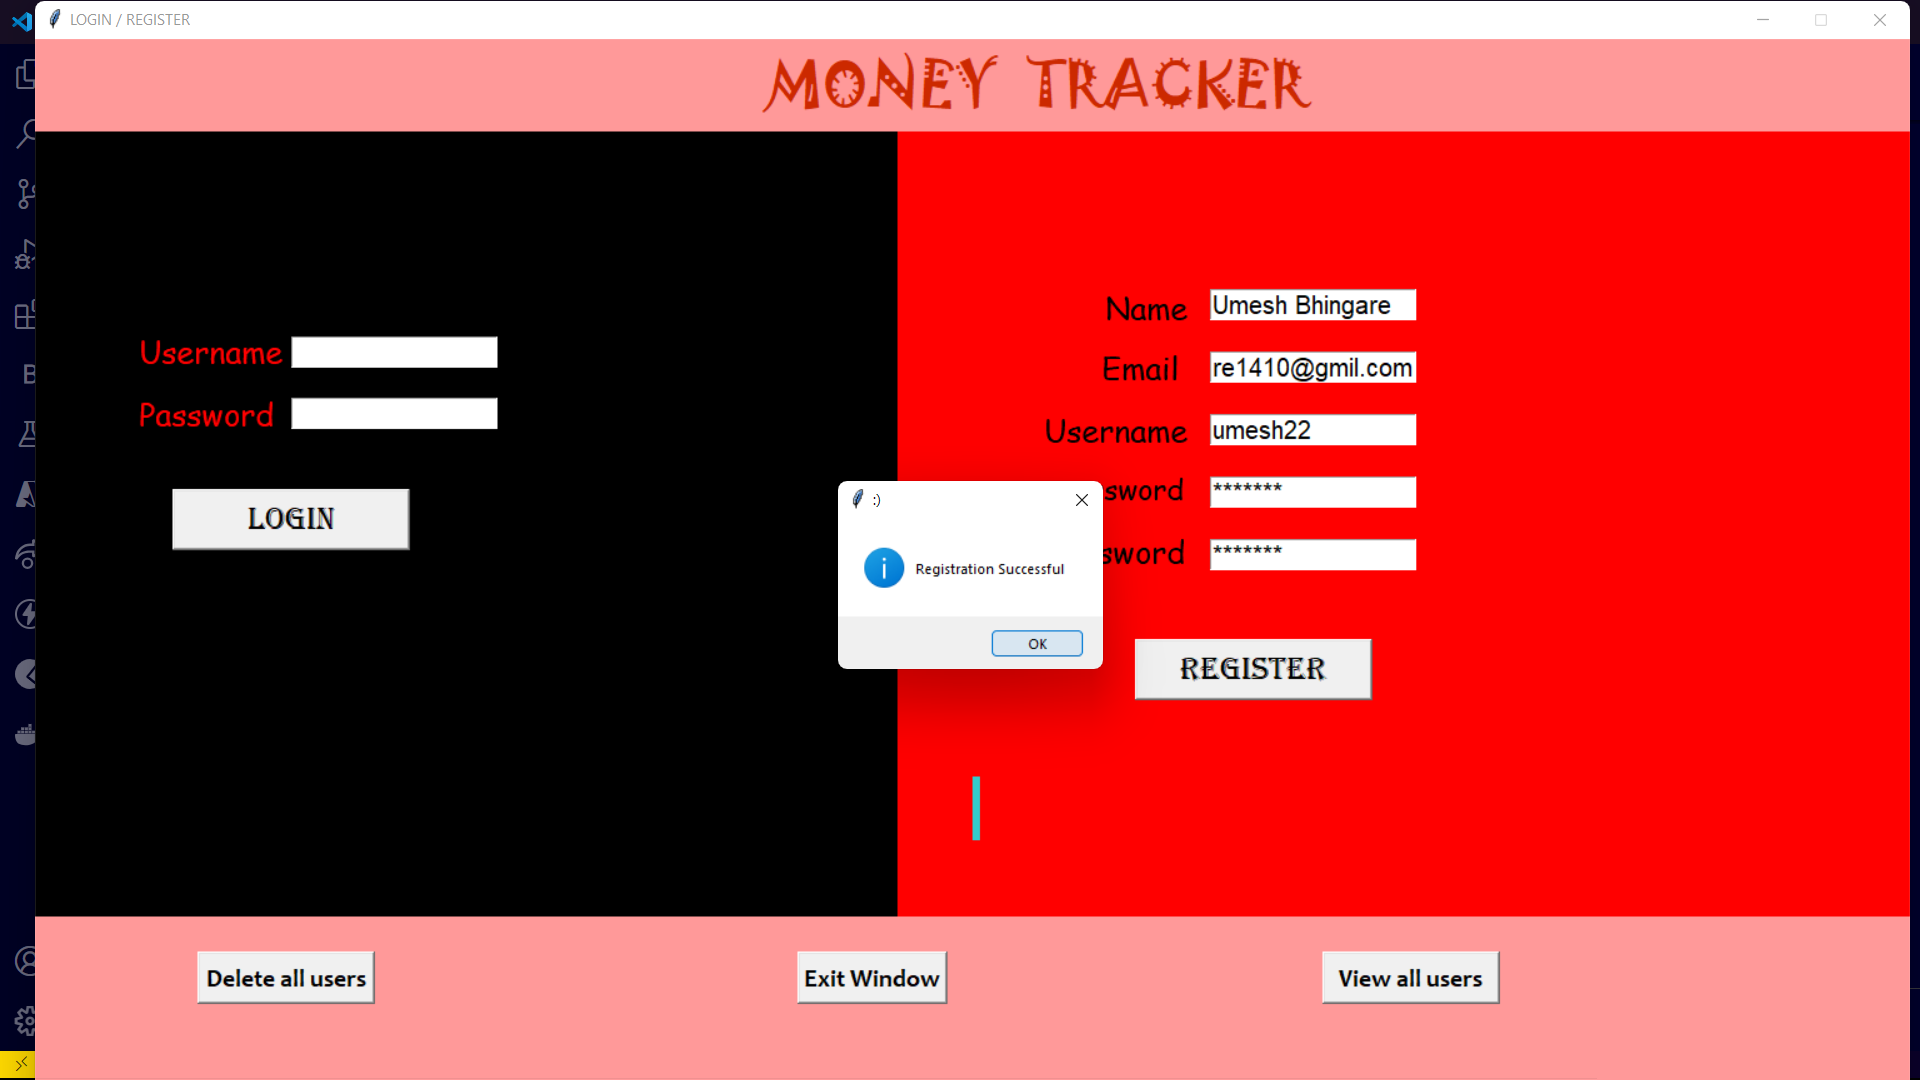 LOGIN / REGISTER
MONEY TRACKER
Username
Password
LOGIN
Name Umesh Bhingare
Email re1410@gmil.com
Username umesh22
sword *******
sword *******
REGISTER
:)
Registration Successful
OK
Delete all users
Exit Window
View all users